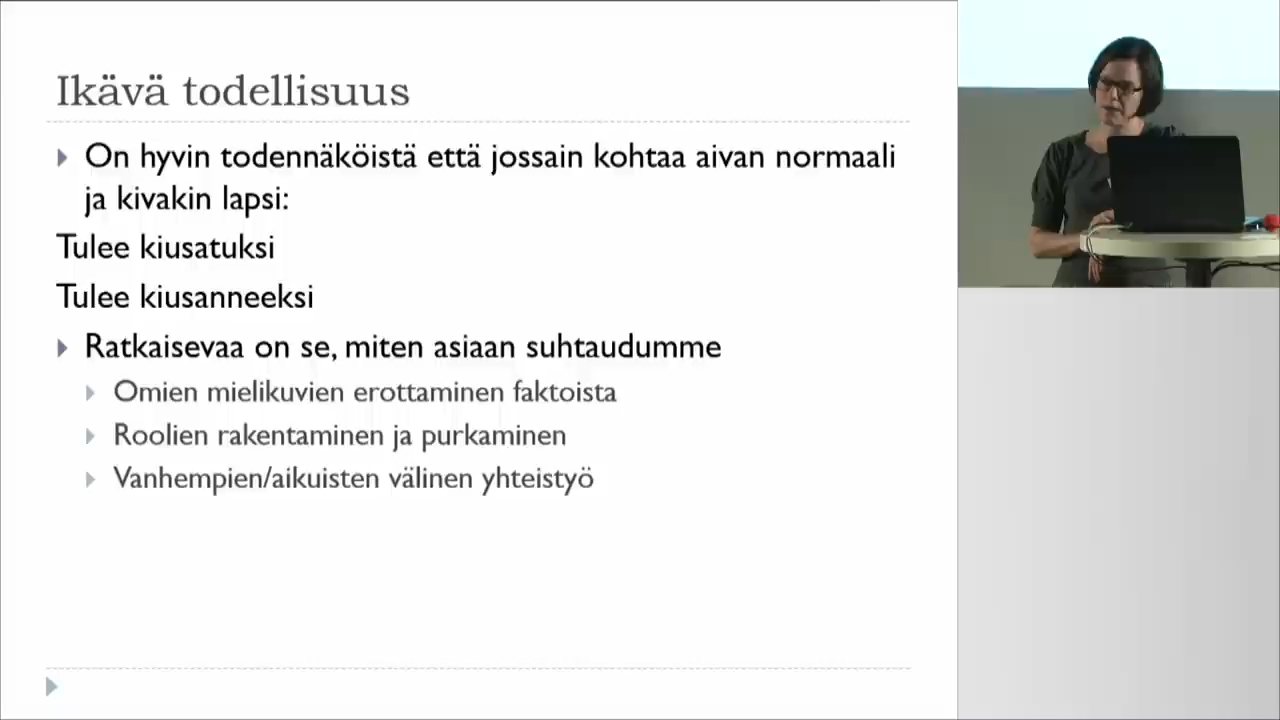 Ikävä todellisuus
On hyvin todennäköistä että jossain kohtaa aivan normaali
ja kivakin lapsi:
Tulee kiusatuksi
Tulee kiusanneeksi
Ratkaisevaa on se, miten asiaan suhtaudumme
Omien mielikuvien erottaminen faktoista
Roolien rakentaminen ja purkaminen
Vanhempien/aikuisten välinen yhteistyö